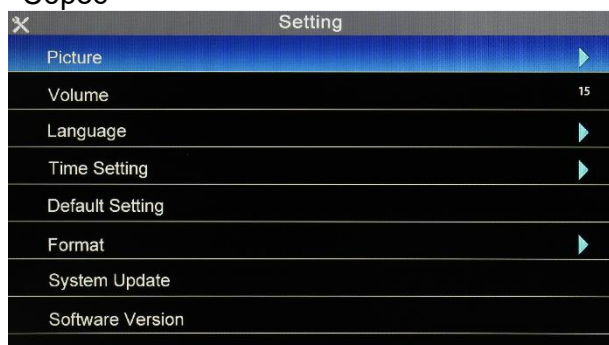 Setting
Picture
Volume 15
Language
Time Setting
Default Setting
Format
System Update
Software Version